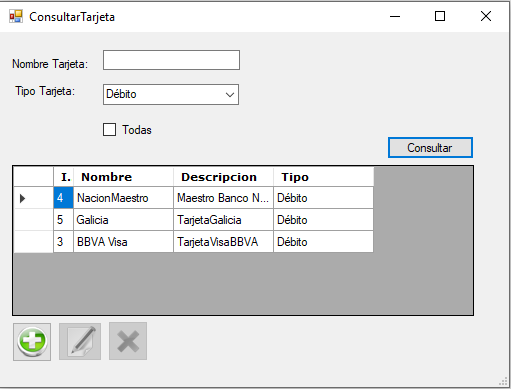 ConsultarTarjeta
Nombre Tarjeta:
Tipo Tarjeta: Débito
Todas
Consultar
I. Nombre Descripcion Tipo
4 NacionMaestro Maestro Banco N... Débito
5 Galicia TarjetaGalicia Débito
3 BBVA Visa TarjetaVisaBBVA Débito